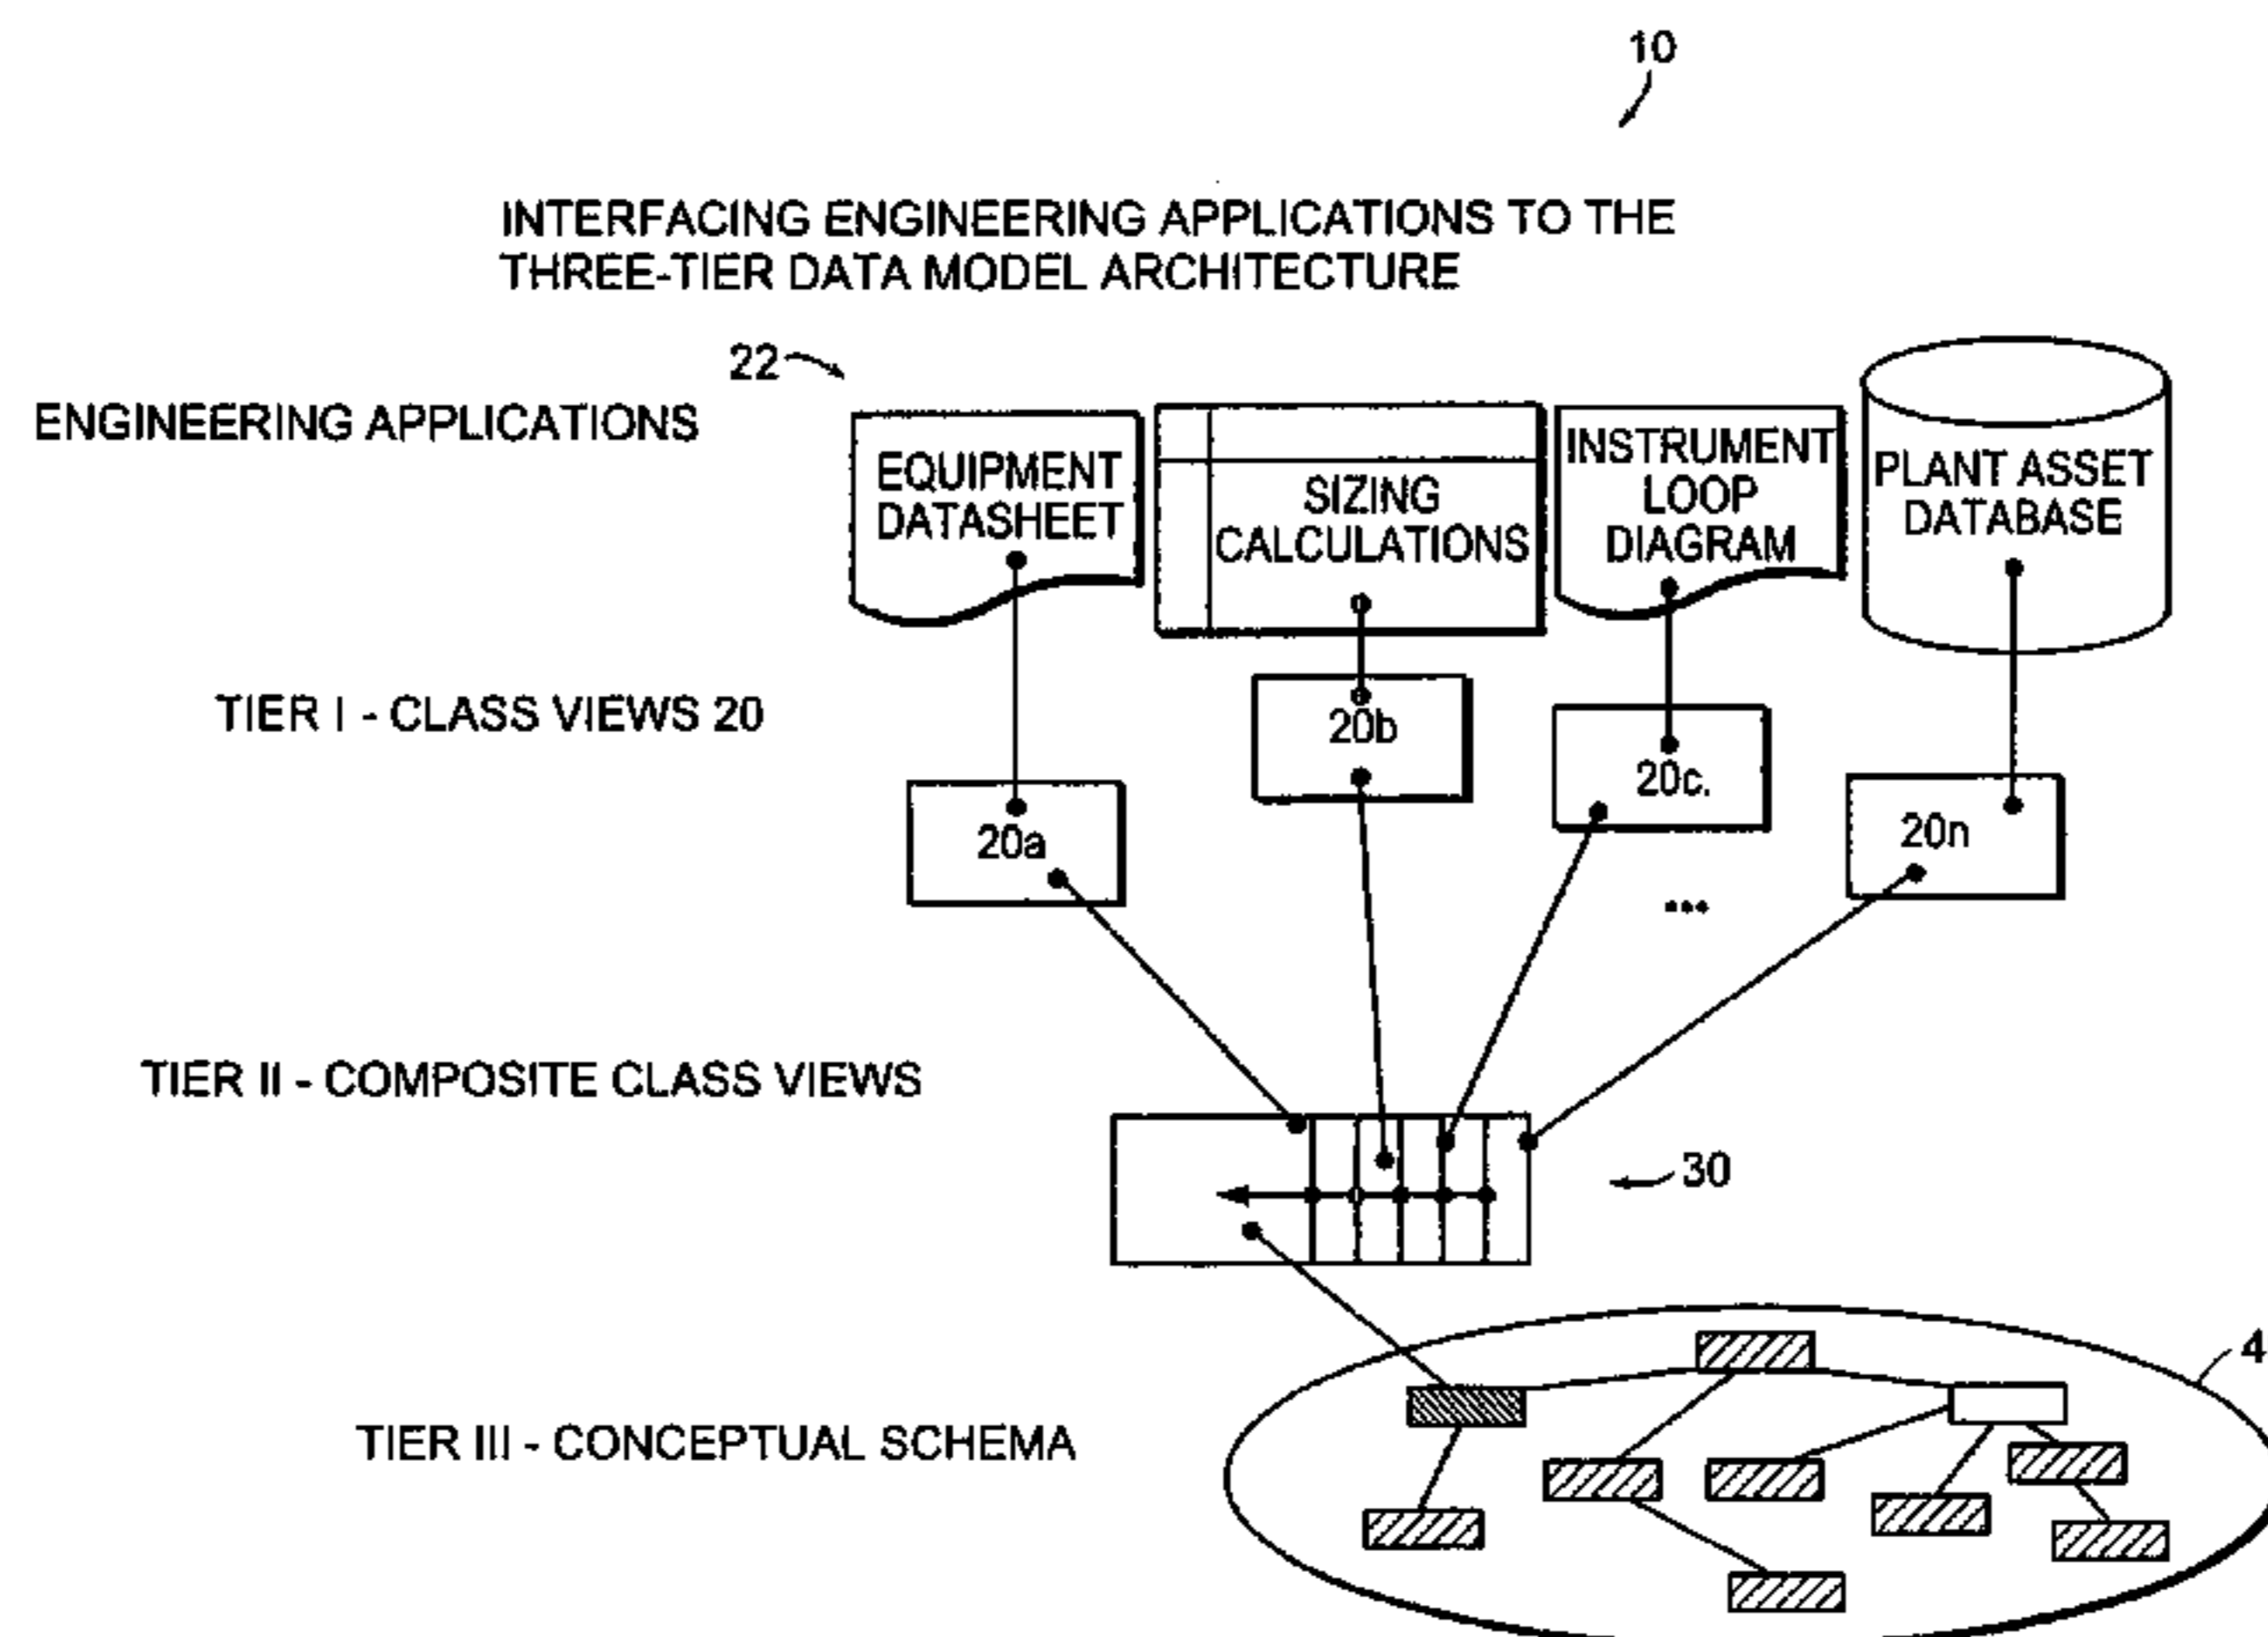 10
INTERFACING ENGINEERING APPLICATIONS TO THE
THREE-TIER DATA MODEL ARCHITECTURE
22
ENGINEERING APPLICATIONS
EQUIPMENT
DATASHEET
SIZING
CALCULATIONS
INSTRUMENT
LOOP
DIAGRAM
PLANT ASSET
DATABASE
TIER I - CLASS VIEWS 20
20a
20b
20c.
20n
...
TIER II - COMPOSITE CLASS VIEWS
30
TIER III - CONCEPTUAL SCHEMA
4